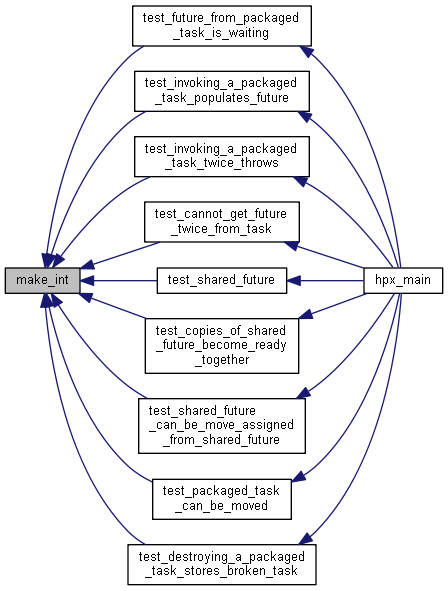 test_future_from_packaged
_task_is_waiting
test_invoking_a_packaged
_task_populates_future
test_invoking_a_packaged
_task_twice_throws
test_cannot_get_future
_twice_from_task
make_int
test_shared_future
hpx_main
test_copies_of_shared
_future_become_ready
_together
test_shared_future
_can_be_move_assigned
_from_shared_future
test_packaged_task
_can_be_moved
test_destroying_a_packaged
_task_stores_broken_task